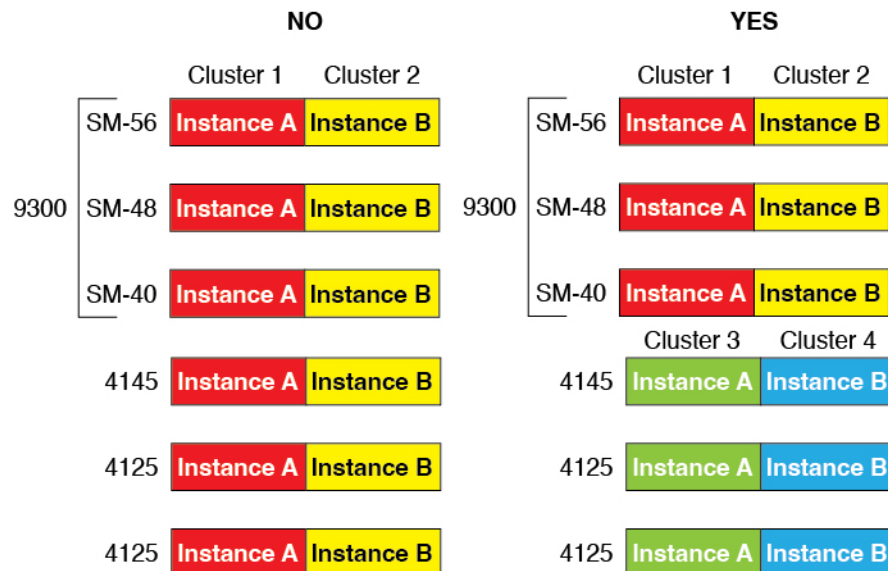 NO
Cluster 1 Cluster 2
SM-56 Instance A Instance B
9300 SM-48 Instance A Instance B
SM-40 Instance A Instance B
4145 Instance A Instance B
4125 Instance A Instance B
4125 Instance A Instance B
YES
Cluster 1 Cluster 2
SM-56 Instance A Instance B
9300 SM-48 Instance A Instance B
SM-40 Instance A Instance B
Cluster 3 Cluster 4
4145 Instance A Instance B
4125 Instance A Instance B
4125 Instance A Instance B